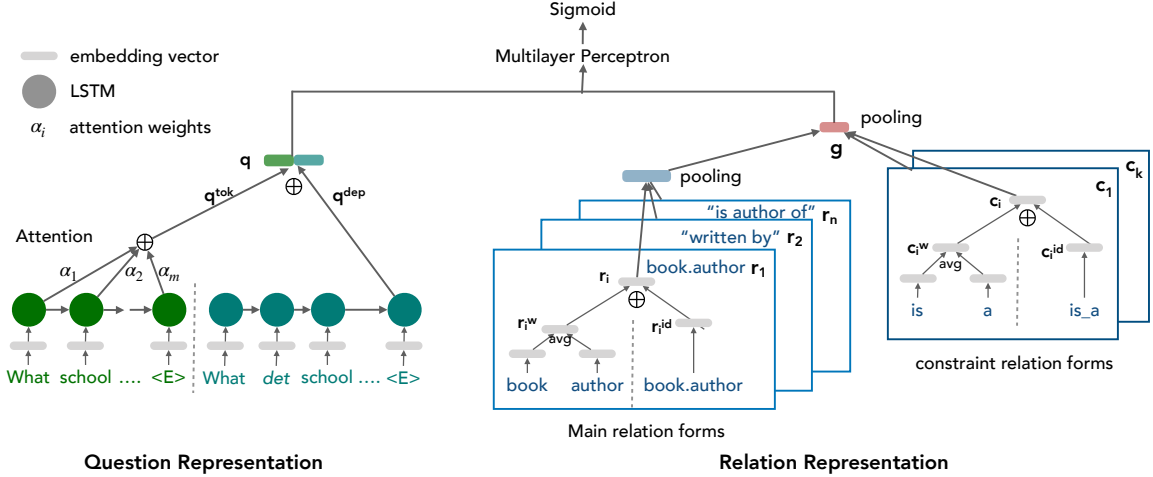 Sigmoid
Multilayer Perceptron
embedding vector
LSTM
αi attention weights
pooling
g
q
qtok
⊕
qdep
pooling
Attention
⊕
α1 α2 αm
"is author of" rn
"written by" r2
book.author r1
ri
⊕
riw
avg
riid
book author book.author
Main relation forms
ck
c1
ci
⊕
ciw
avg
ciid
is a is_a
constraint relation forms
What school .... <E>
What det school .... <E>
Question Representation
Relation Representation